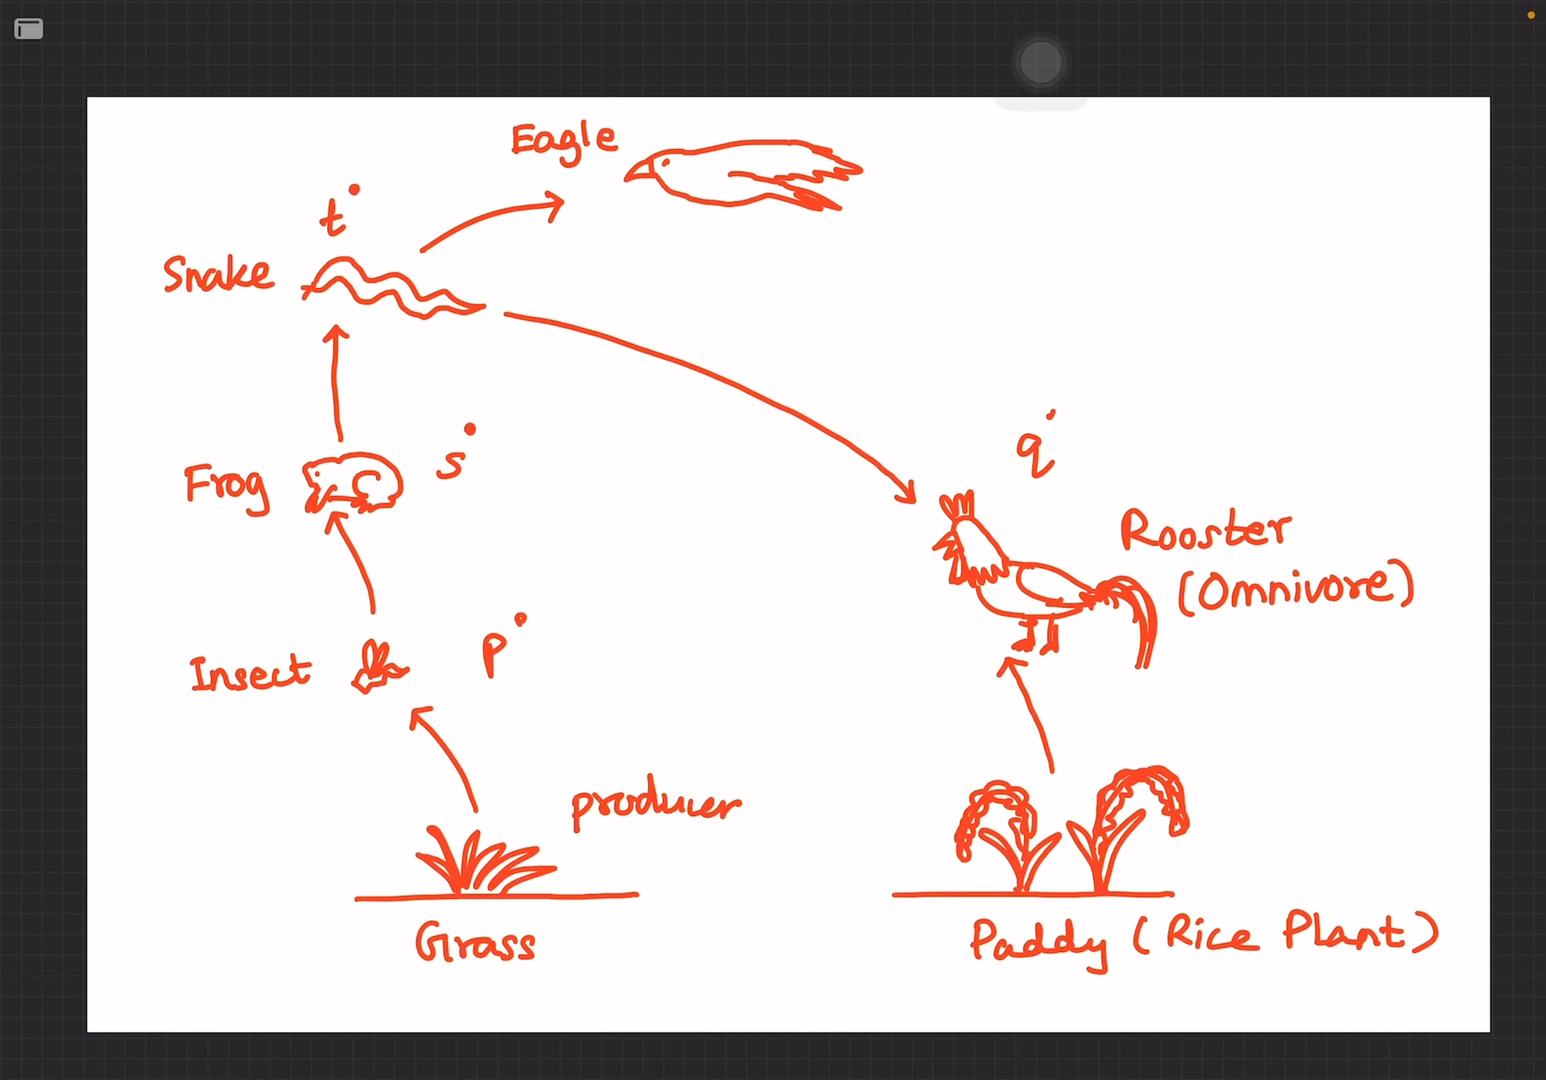 Eagle
t
Snake
q
Frog
s
Rooster
(Omnivore)
Insect
p
producer
Grass
Paddy (Rice Plant)